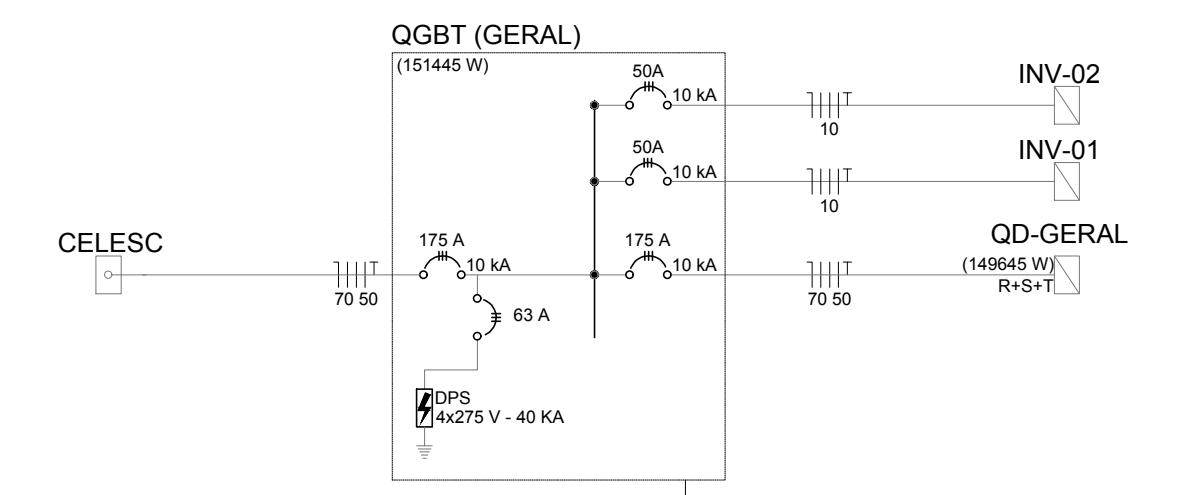 QGBT (GERAL)
(151445 W)
50A
10 kA
10
T
INV-02
50A
10 kA
10
T
INV-01
CELESC
70 50
T
175 A
10 kA
175 A
10 kA
70 50
T
QD-GERAL
(149645 W)
R+S+T
63 A
DPS
4x275 V - 40 KA